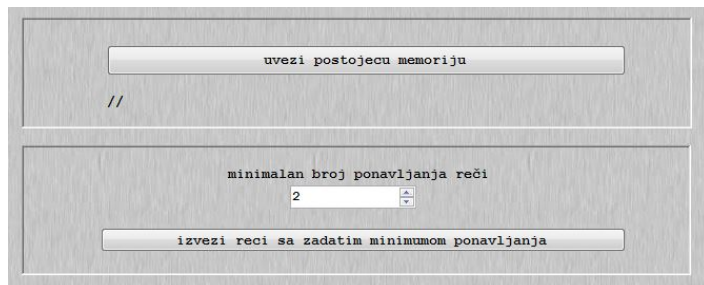 uvezi postojecu memoriju
//
minimalan broj ponavljanja reči
2
izvezi reci sa zadatim minimumom ponavljanja